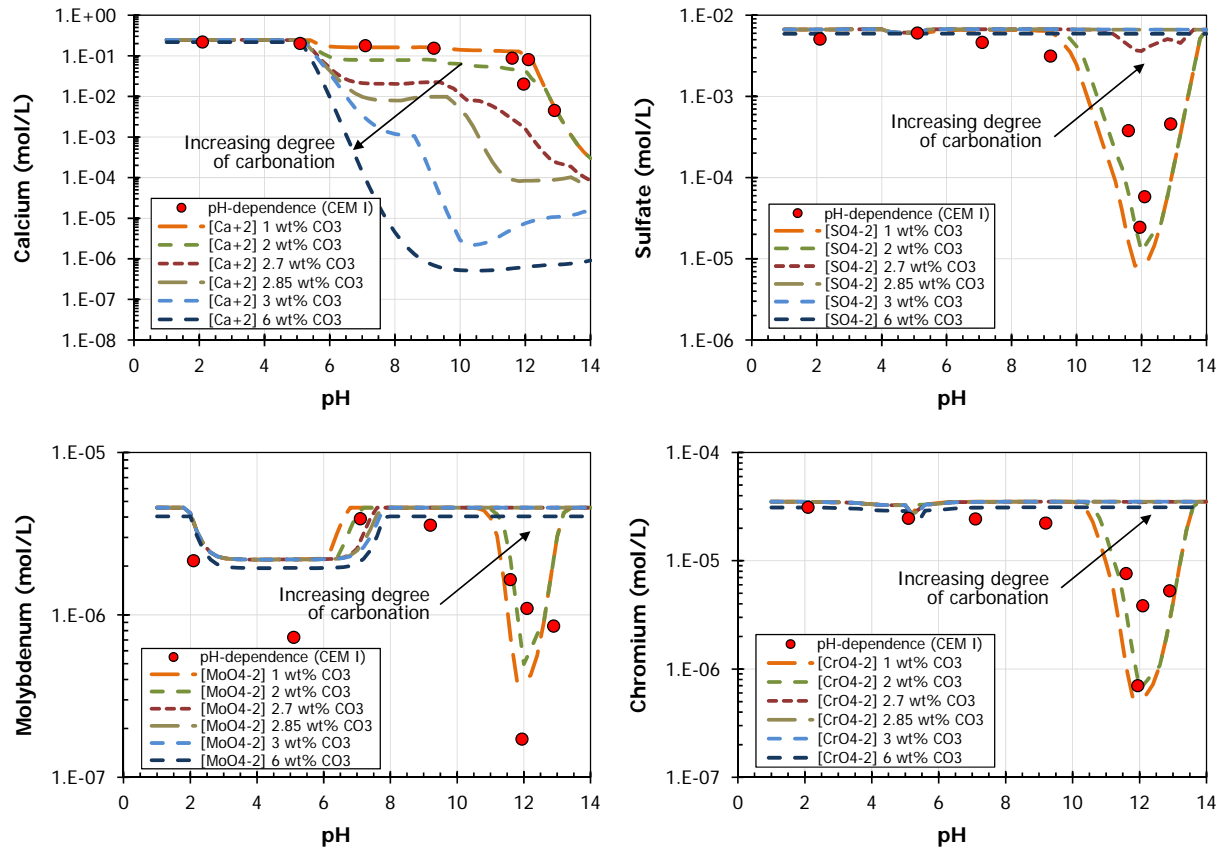 1.E+00
1.E-01
1.E-02
1.E-03
1.E-04
1.E-05
1.E-06
1.E-07
1.E-08
Calcium (mol/L)
Increasing degree
of carbonation
pH-dependence (CEM I)
[Ca+2] 1 wt% CO3
[Ca+2] 2 wt% CO3
[Ca+2] 2.7 wt% CO3
[Ca+2] 2.85 wt% CO3
[Ca+2] 3 wt% CO3
[Ca+2] 6 wt% CO3
0 2 4 6 8 10 12 14
pH
1.E-02
1.E-03
1.E-04
1.E-05
1.E-06
Sulfate (mol/L)
Increasing degree
of carbonation
pH-dependence (CEM I)
[SO4-2] 1 wt% CO3
[SO4-2] 2 wt% CO3
[SO4-2] 2.7 wt% CO3
[SO4-2] 2.85 wt% CO3
[SO4-2] 3 wt% CO3
[SO4-2] 6 wt% CO3
0 2 4 6 8 10 12 14
pH
1.E-05
1.E-06
1.E-07
Molybdenum (mol/L)
Increasing degree
of carbonation
pH-dependence (CEM I)
[MoO4-2] 1 wt% CO3
[MoO4-2] 2 wt% CO3
[MoO4-2] 2.7 wt% CO3
[MoO4-2] 2.85 wt% CO3
[MoO4-2] 3 wt% CO3
[MoO4-2] 6 wt% CO3
0 2 4 6 8 10 12 14
pH
1.E-04
1.E-05
1.E-06
1.E-07
Chromium (mol/L)
Increasing degree
of carbonation
pH-dependence (CEM I)
[CrO4-2] 1 wt% CO3
[CrO4-2] 2 wt% CO3
[CrO4-2] 2.7 wt% CO3
[CrO4-2] 2.85 wt% CO3
[CrO4-2] 3 wt% CO3
[CrO4-2] 6 wt% CO3
0 2 4 6 8 10 12 14
pH